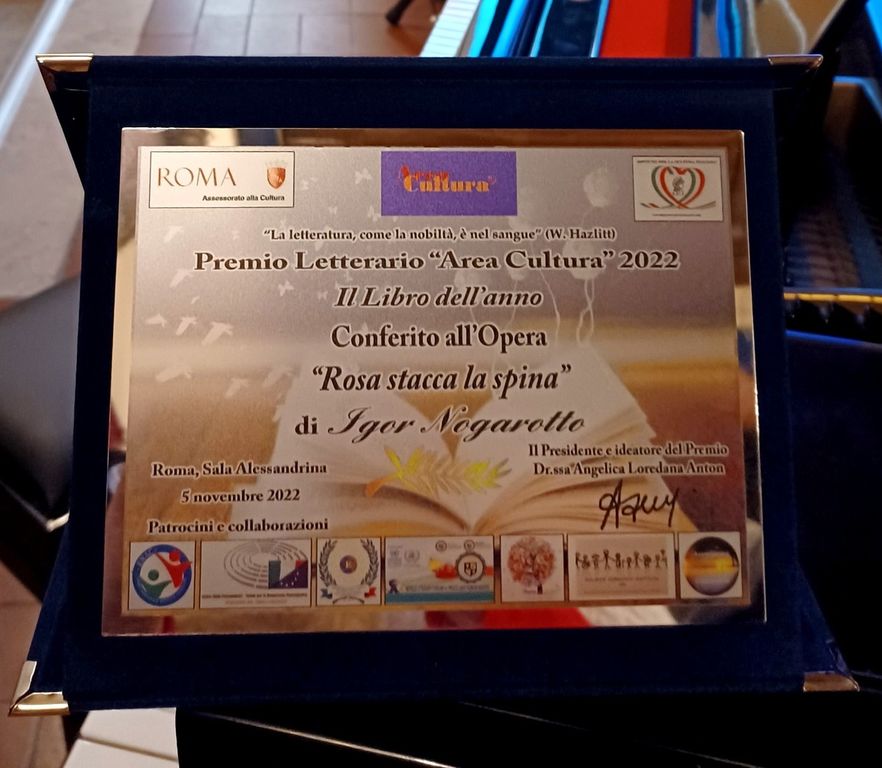 ROMA
Assessorato alla Cultura
Area
Cultura
"La letteratura, come la nobiltà, è nel sangue" (W. Hazlitt)
Premio Letterario "Area Cultura" 2022
Il Libro dell'anno
Conferito all'Opera
"Rosa stacca la spina"
di Igor Nogarotto
Il Presidente e ideatore del Premio
Dr.ssa Angelica Loredana Anton
Roma, Sala Alessandrina
5 novembre 2022
Patrocini e collaborazioni